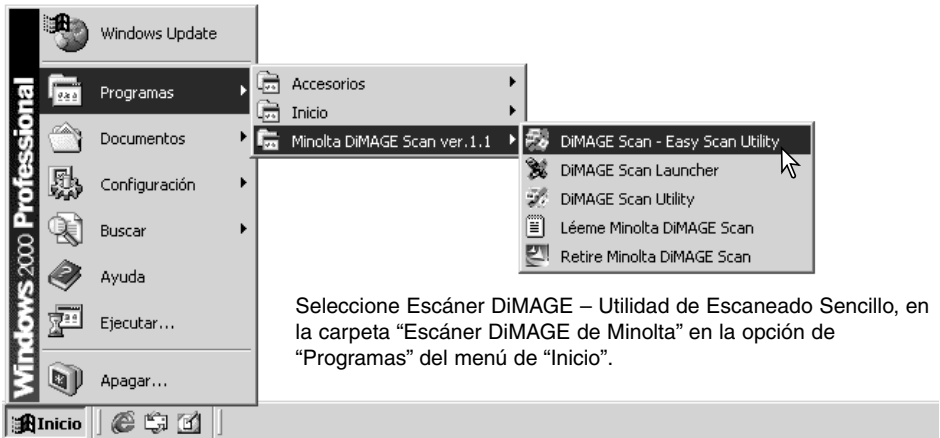 Windows 2000 Professional
Windows Update
Programas
Documentos
Configuración
Buscar
Ayuda
Ejecutar...
Apagar...
Accesorios
Inicio
Minolta DiMAGE Scan ver.1.1
DiMAGE Scan - Easy Scan Utility
DiMAGE Scan Launcher
DiMAGE Scan Utility
Léeme Minolta DiMAGE Scan
Retire Minolta DiMAGE Scan
Seleccione Escáner DiMAGE – Utilidad de Escaneado Sencillo, en
la carpeta “Escáner DiMAGE de Minolta” en la opción de
“Programas” del menú de “Inicio”.
Inicio